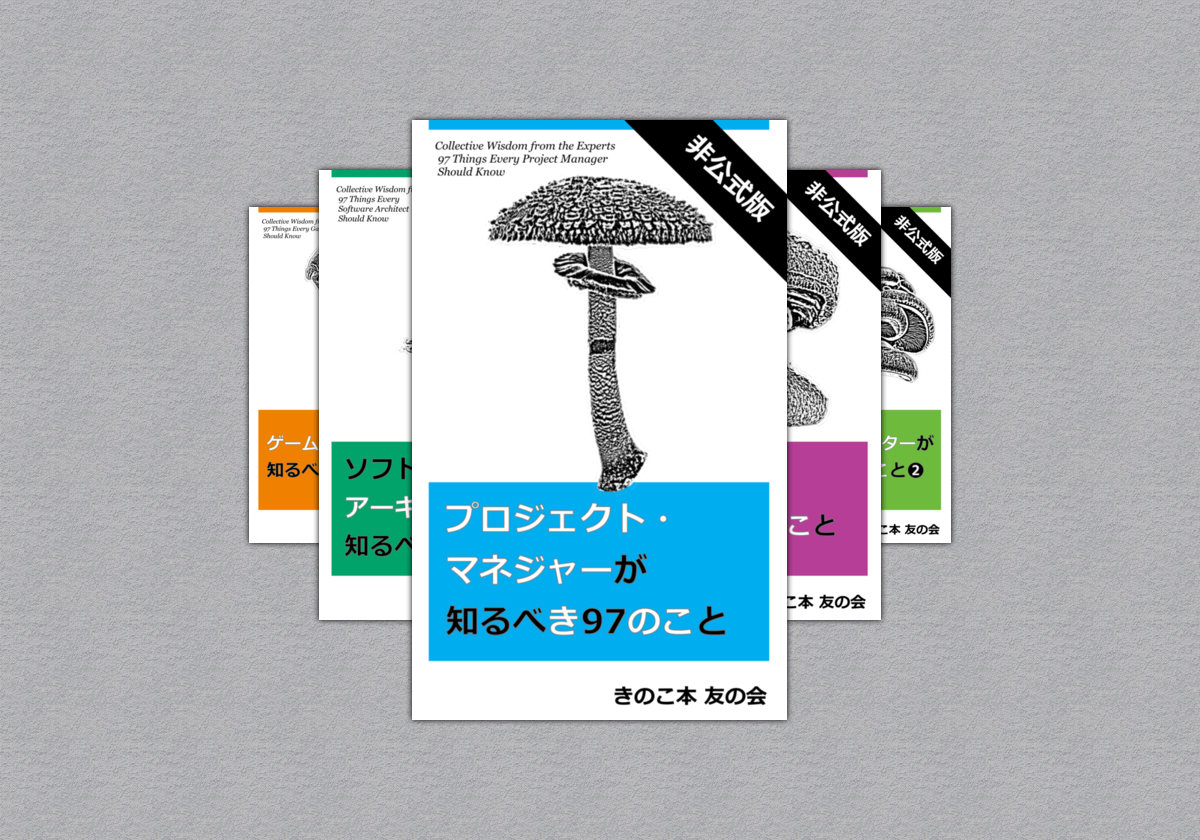 Collective Wisdom from the Experts
97 Things Every Project Manager
Should Know
非公式版
プロジェクト・
マネジャーが
知るべき97のこと
きのこ本 友の会
Collective Wisdom
97 Things Every
Software Architect
Should Know
ソフト
アーキ
知るべ
Collective Wisdom
97 Things Every
Should Know
ゲーム
知るべ
非公式版
こと
こ本 友の会
非公式版
ターが
こと❷
こ本 友の会